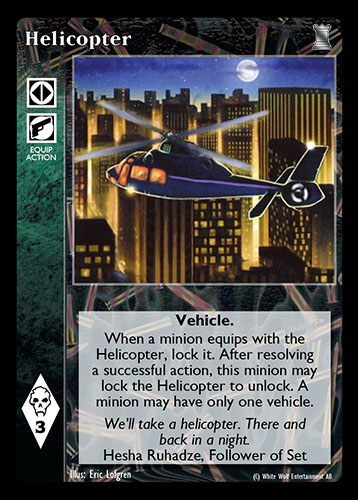 Helicopter
EQUIP
ACTION
Vehicle.
When a minion equips with the
Helicopter, lock it. After resolving
a successful action, this minion may
lock the Helicopter to unlock. A
minion may have only one vehicle.
We'll take a helicopter. There and
back in a night.
Hesha Ruhadze, Follower of Set
3
Illus: Eric Lofgren
(C) White Wolf Entertainment AB